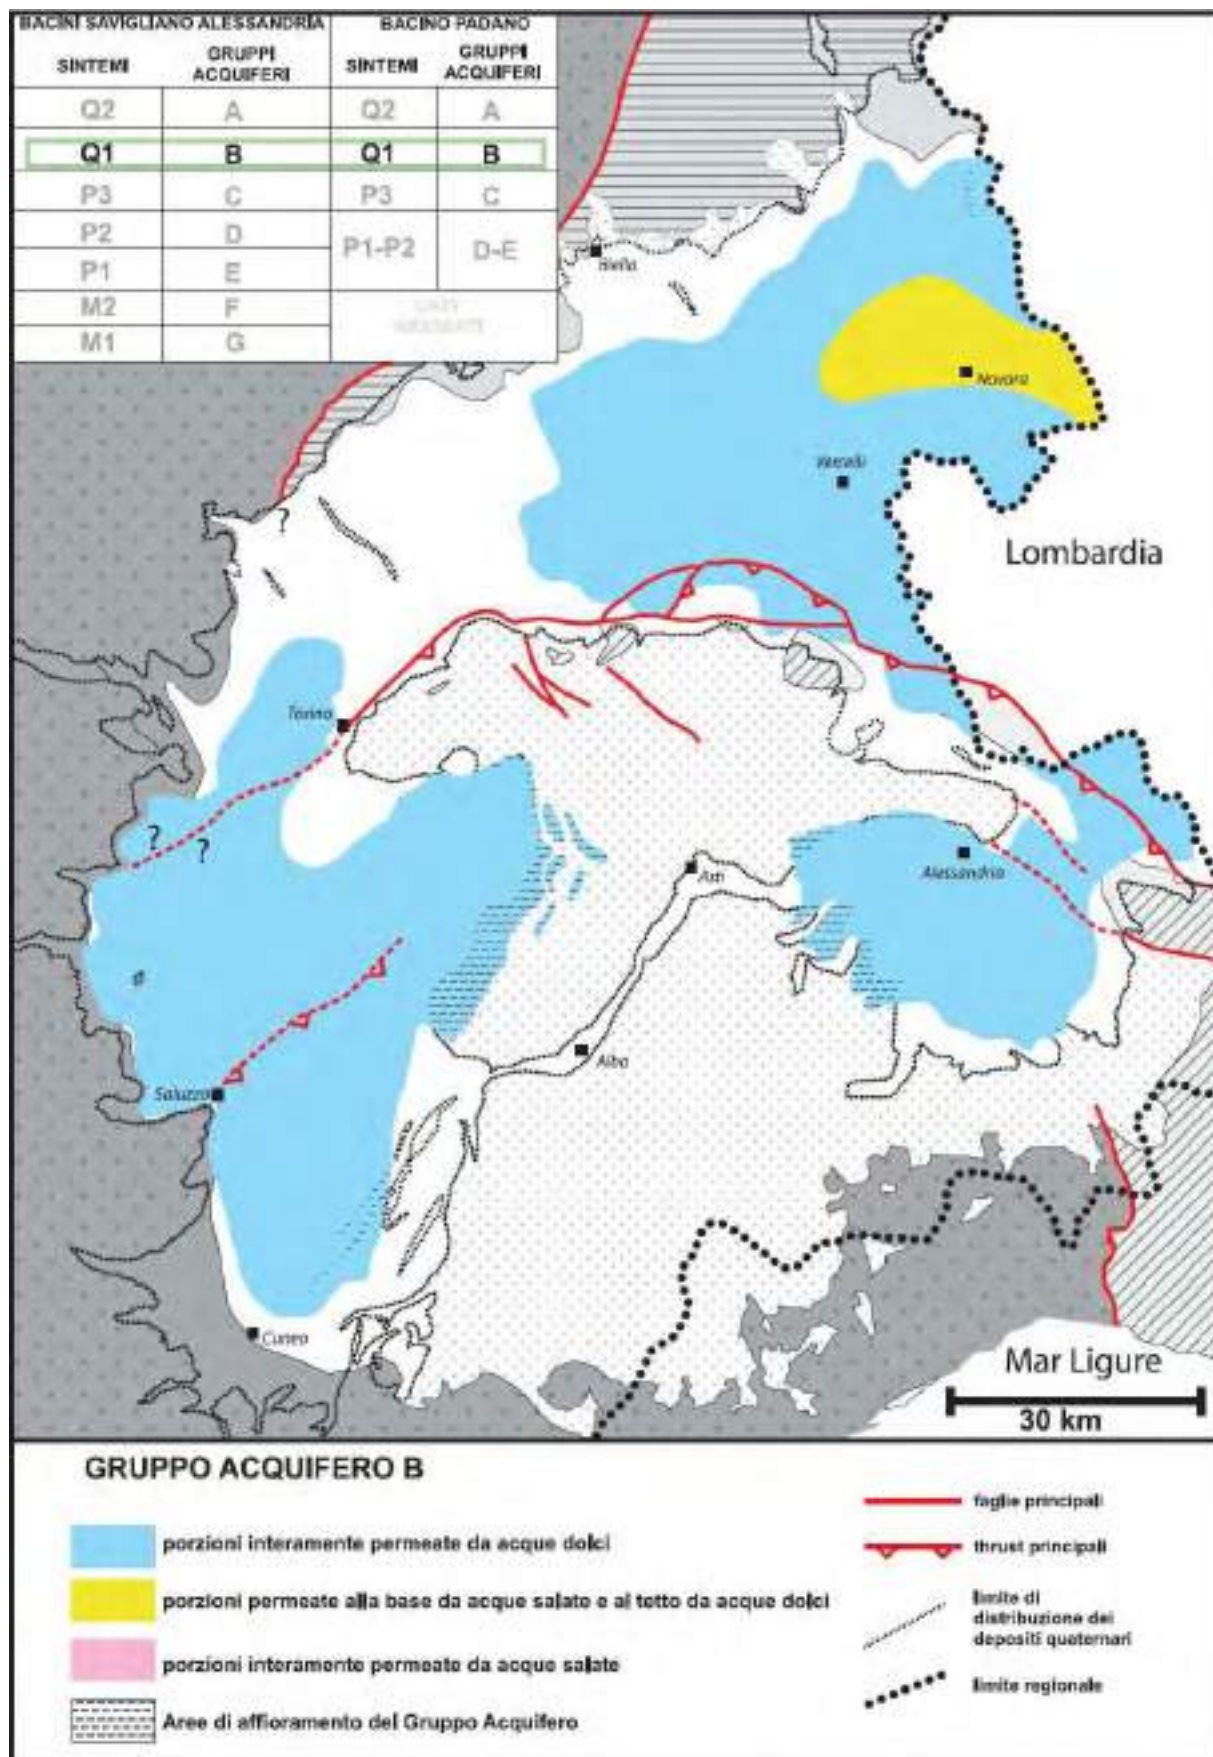 BACINI SAVIGLIANO ALESSANDRIA
BACINO PADANO
SINTEMI
GRUPPI
ACQUIFERI
SINTEMI
GRUPPI
ACQUIFERI
Q2 A Q2 A
Q1 B Q1 B
P3 C P3 C
P2 D
P1-P2 D-E
P1 E
M2 F
M1 G
Biella
Novara
Vercelli
Lombardia
?
Torino
?
?
Asti
Alessandria
Alba
Saluzzo
Cuneo
Mar Ligure
30 km
GRUPPO ACQUIFERO B
porzioni interamente permeate da acque dolci
porzioni permeate alla base da acque salate e al tetto da acque dolci
porzioni interamente permeate da acque salate
Aree di affioramento del Gruppo Acquifero
faglie principali
thrust principali
limite di
distribuzione dei
depositi quaternari
limite regionale